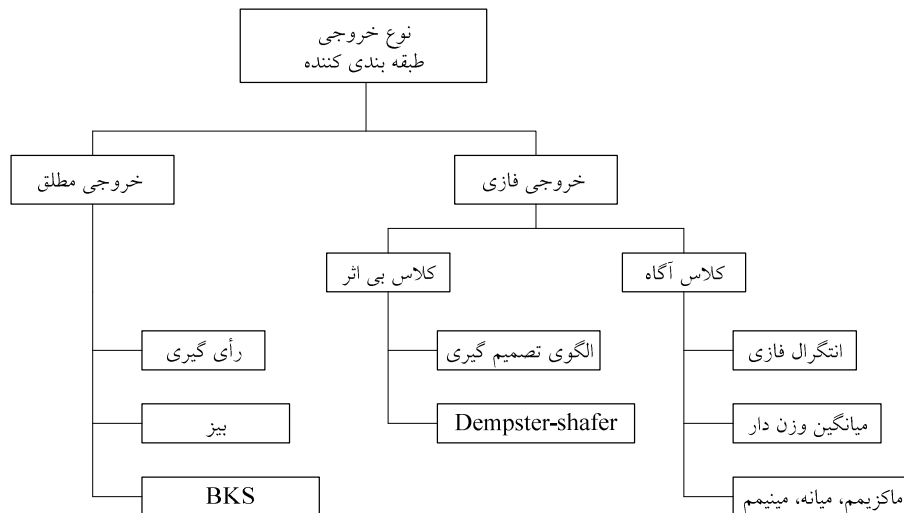 نوع خروجی
طبقه بندی کننده
خروجی فازی
خروجی مطلق
کلاس آگاه
کلاس بی اثر
انتگرال فازی
الگوی تصمیم گیری
رأی گیری
میانگین وزن دار
Dempster-shafer
بیز
ماکزیمم، میانه، مینیمم
BKS